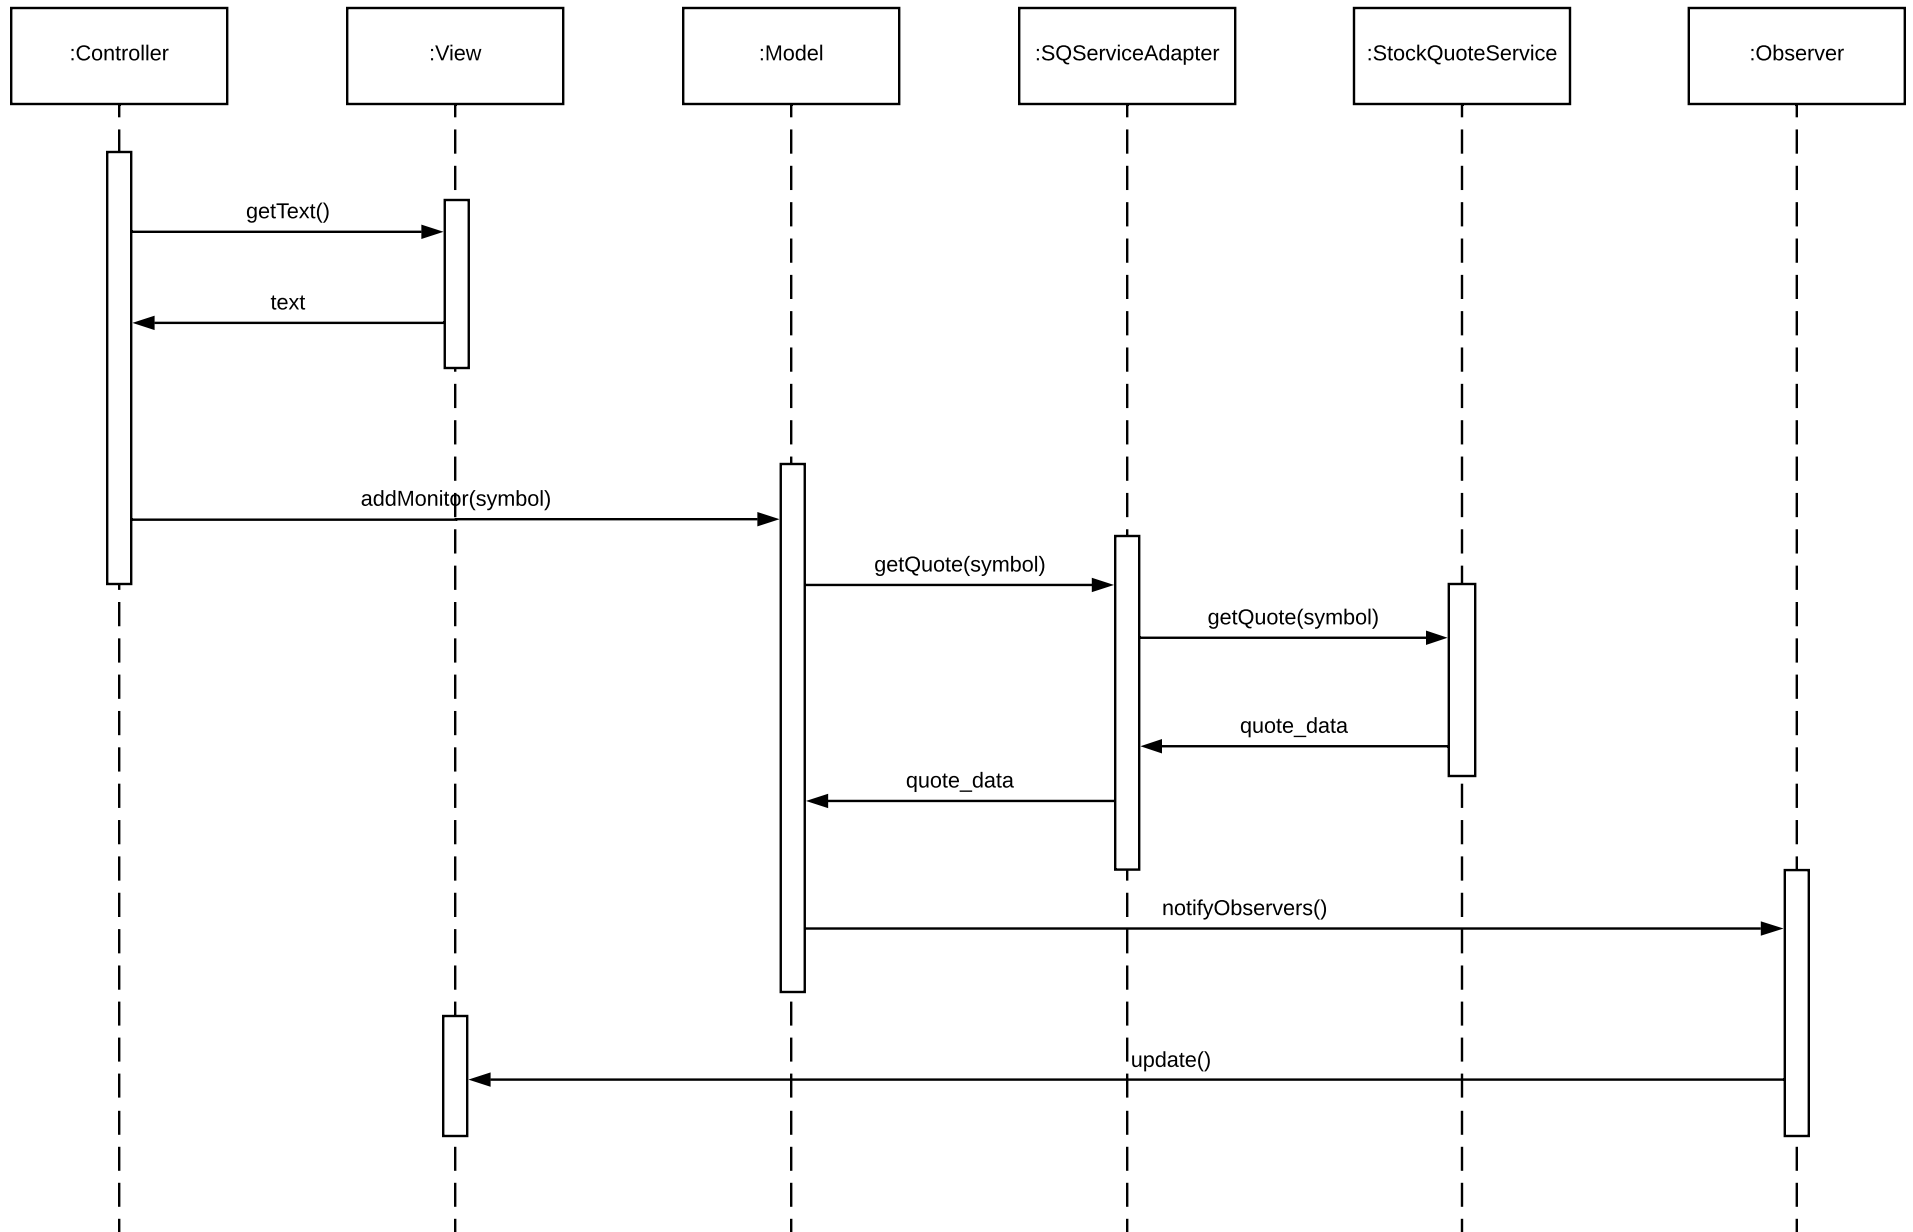 :Controller
:View
:Model
:SQServiceAdapter
:StockQuoteService
:Observer
getText()
text
addMonitor(symbol)
getQuote(symbol)
getQuote(symbol)
quote_data
quote_data
notifyObservers()
update()